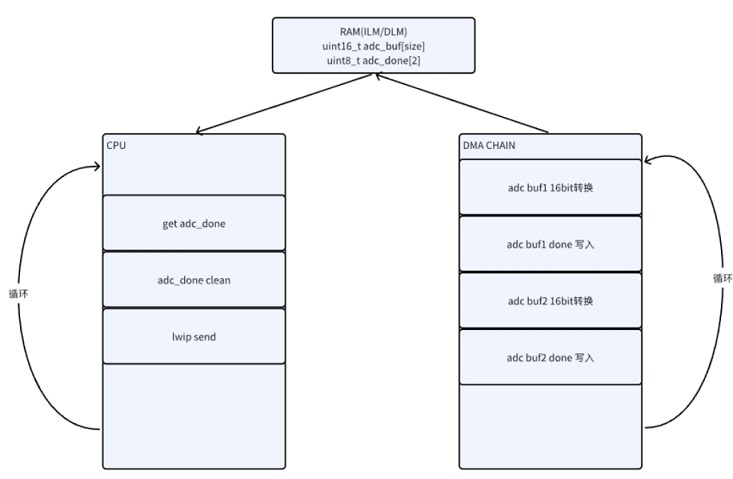 RAM(ILM/DLM)
uint16_t adc_buf[size]
uint8_t adc_done[2]
CPU
get adc_done
adc_done clean
lwip send
循环
DMA CHAIN
adc buf1 16bit转换
adc buf1 done 写入
adc buf2 16bit转换
adc buf2 done 写入
循环